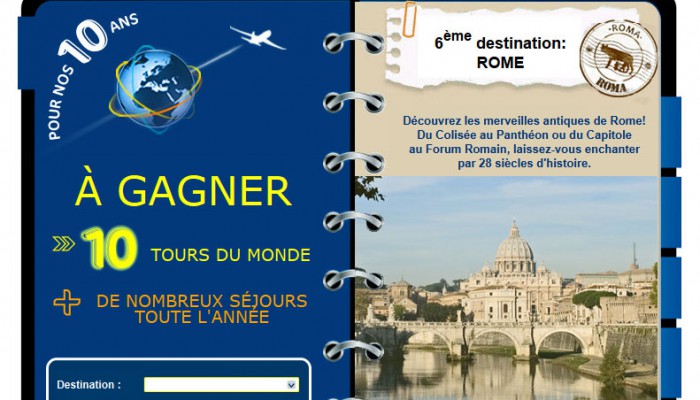 POUR NOS 10 ANS
À GAGNER
10 TOURS DU MONDE
DE NOMBREUX SÉJOURS
TOUTE L'ANNÉE
Destination :
6ème destination:
ROME
·ROMA·
ROMA
Découvrez les merveilles antiques de Rome!
Du Colisée au Panthéon ou du Capitole
au Forum Romain, laissez-vous enchanter
par 28 siècles d'histoire.